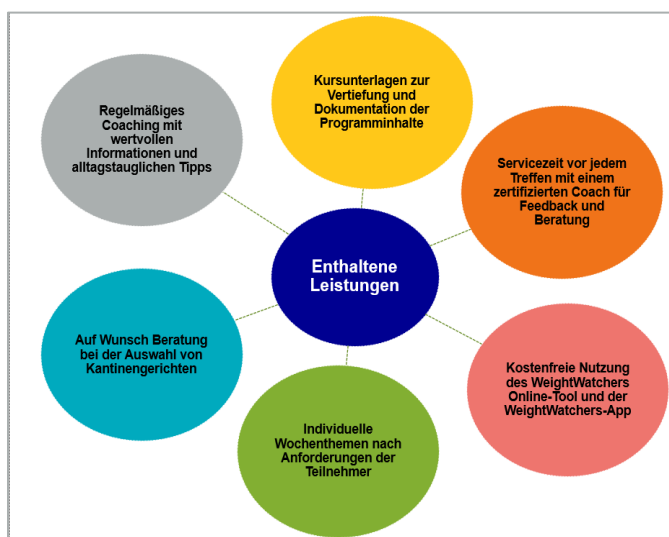 Kursunterlagen zur
Vertiefung und
Dokumentation der
Programminhalte
Regelmäßiges
Coaching mit
wertvollen
Informationen und
alltagstauglichen Tipps
Servicezeit vor jedem
Treffen mit einem
zertifizierten Coach für
Feedback und
Beratung
Enthaltene
Leistungen
Auf Wunsch Beratung
bei der Auswahl von
Kantinengerichten
Kostenfreie Nutzung
des WeightWatchers
Online-Tool und der
WeightWatchers-App
Individuelle
Wochenthemen nach
Anforderungen der
Teilnehmer